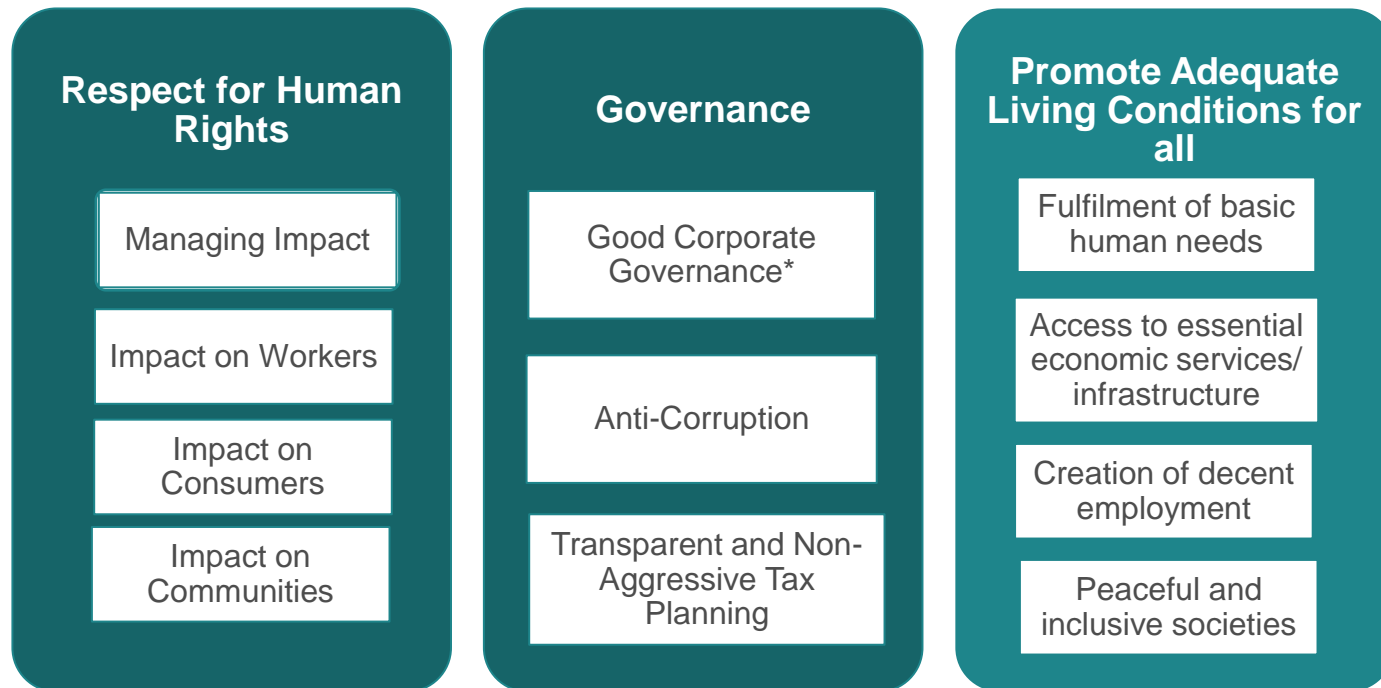 Respect for Human
Rights
Managing Impact
Impact on Workers
Impact on
Consumers
Impact on
Communities
Governance
Good Corporate
Governance*
Anti-Corruption
Transparent and Non-
Aggressive Tax
Planning
Promote Adequate
Living Conditions for
all
Fulfilment of basic
human needs
Access to essential
economic services/
infrastructure
Creation of decent
employment
Peaceful and
inclusive societies